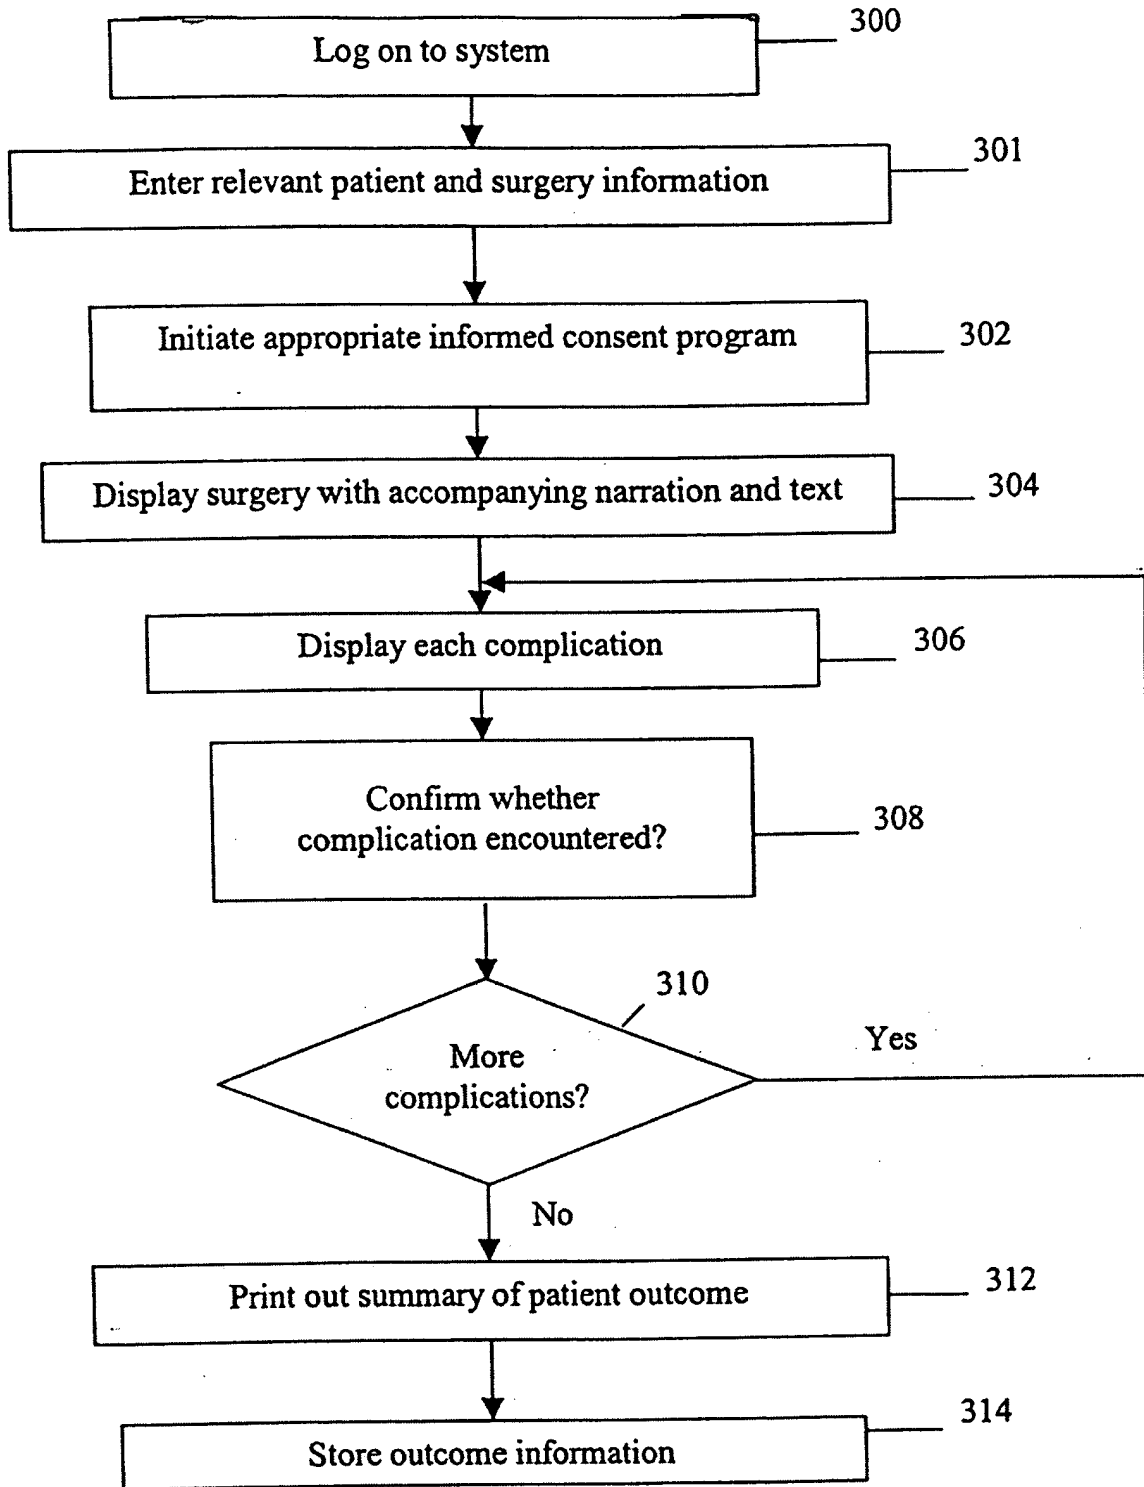 Log on to system
300
Enter relevant patient and surgery information
301
Initiate appropriate informed consent program
302
Display surgery with accompanying narration and text
304
Display each complication
306
Confirm whether
complication encountered?
308
310
More
complications?
Yes
No
Print out summary of patient outcome
312
Store outcome information
314